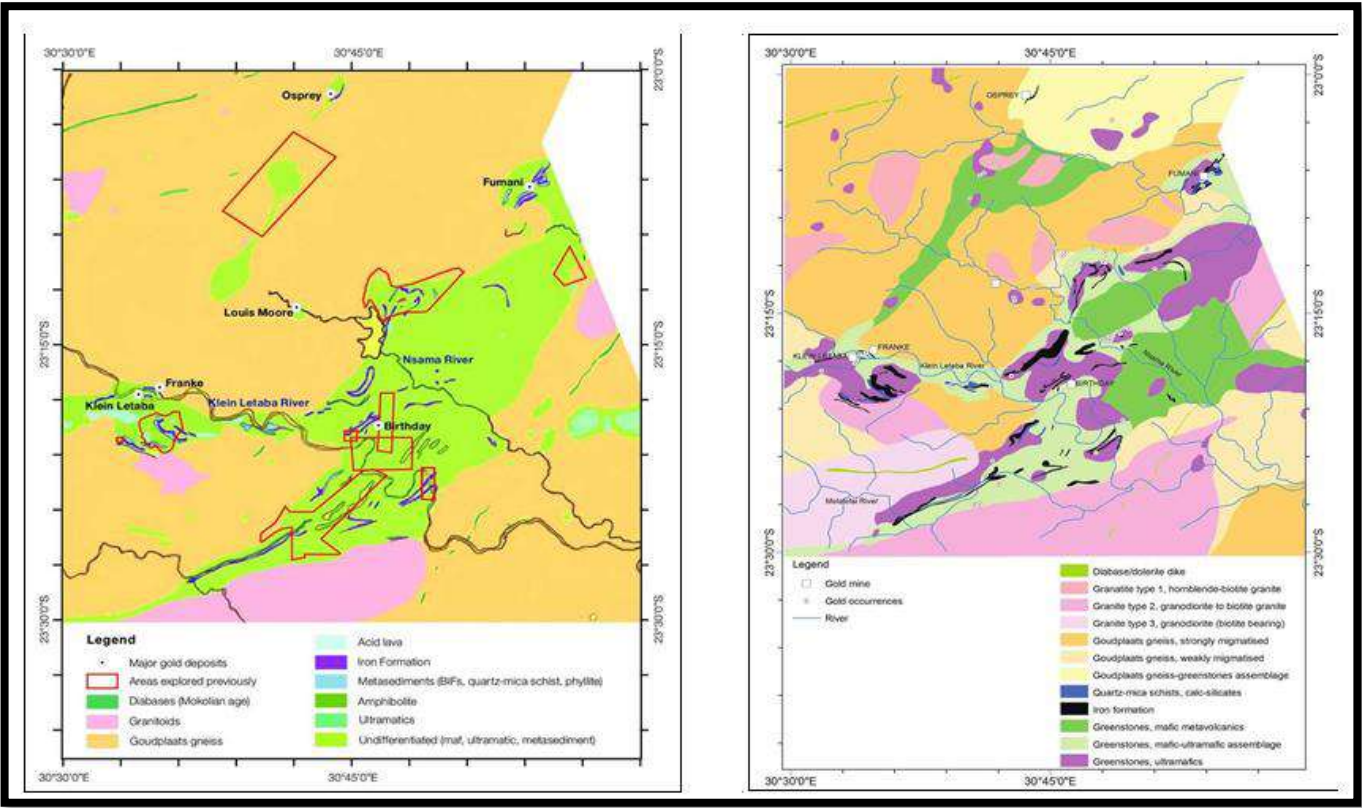 30°30'0"E
30°45'0"E
23°0'0"S
Osprey
Fumani
Louis Moore
23°15'0"S
23°15'0"S
Nsama River
Franke
Klein Letaba
Klein Letaba River
Birthday
23°30'0"S
23°30'0"S
Legend
Major gold deposits
Areas explored previously
Diabases (Mokolian age)
Granitoids
Goudplaats gneiss
Acid lava
Iron Formation
Metasediments (BIFs, quartz-mica schist, phyllite)
Amphibolite
Ultramatics
Undifferentiated (maf, ultramatic, metasediment)
30°30'0"E
30°45'0"E
30°30'0"E
30°45'0"E
23°0'0"S
OSPREY
FUMANI
23°15'0"S
23°15'0"S
FRANKE
KLEIN LETABA
Klein Letaba River
Nsama River
BIRTHDAY
23°30'0"S
23°30'0"S
Legend
Gold mine
Gold occurrences
River
Diabase/dolerile dike
Granatite type 1, hornblende-biotite granite
Granite type 2, granodiorite to biotite granite
Granite type 3, granodiorite (biotite bearing)
Goudplaats gneiss, strongly migmatised
Goudplaats gneiss, weakly migmatised
Goudplaats gneiss-greenstones assemblage
Quartz-mica schists, calc-silicates
Iron formation
Greenstones, mafic metavolcanics
Greenstones, mafic-ultramafic assemblage
Greenstones, ultramafics
30°30'0"E
30°45'0"E